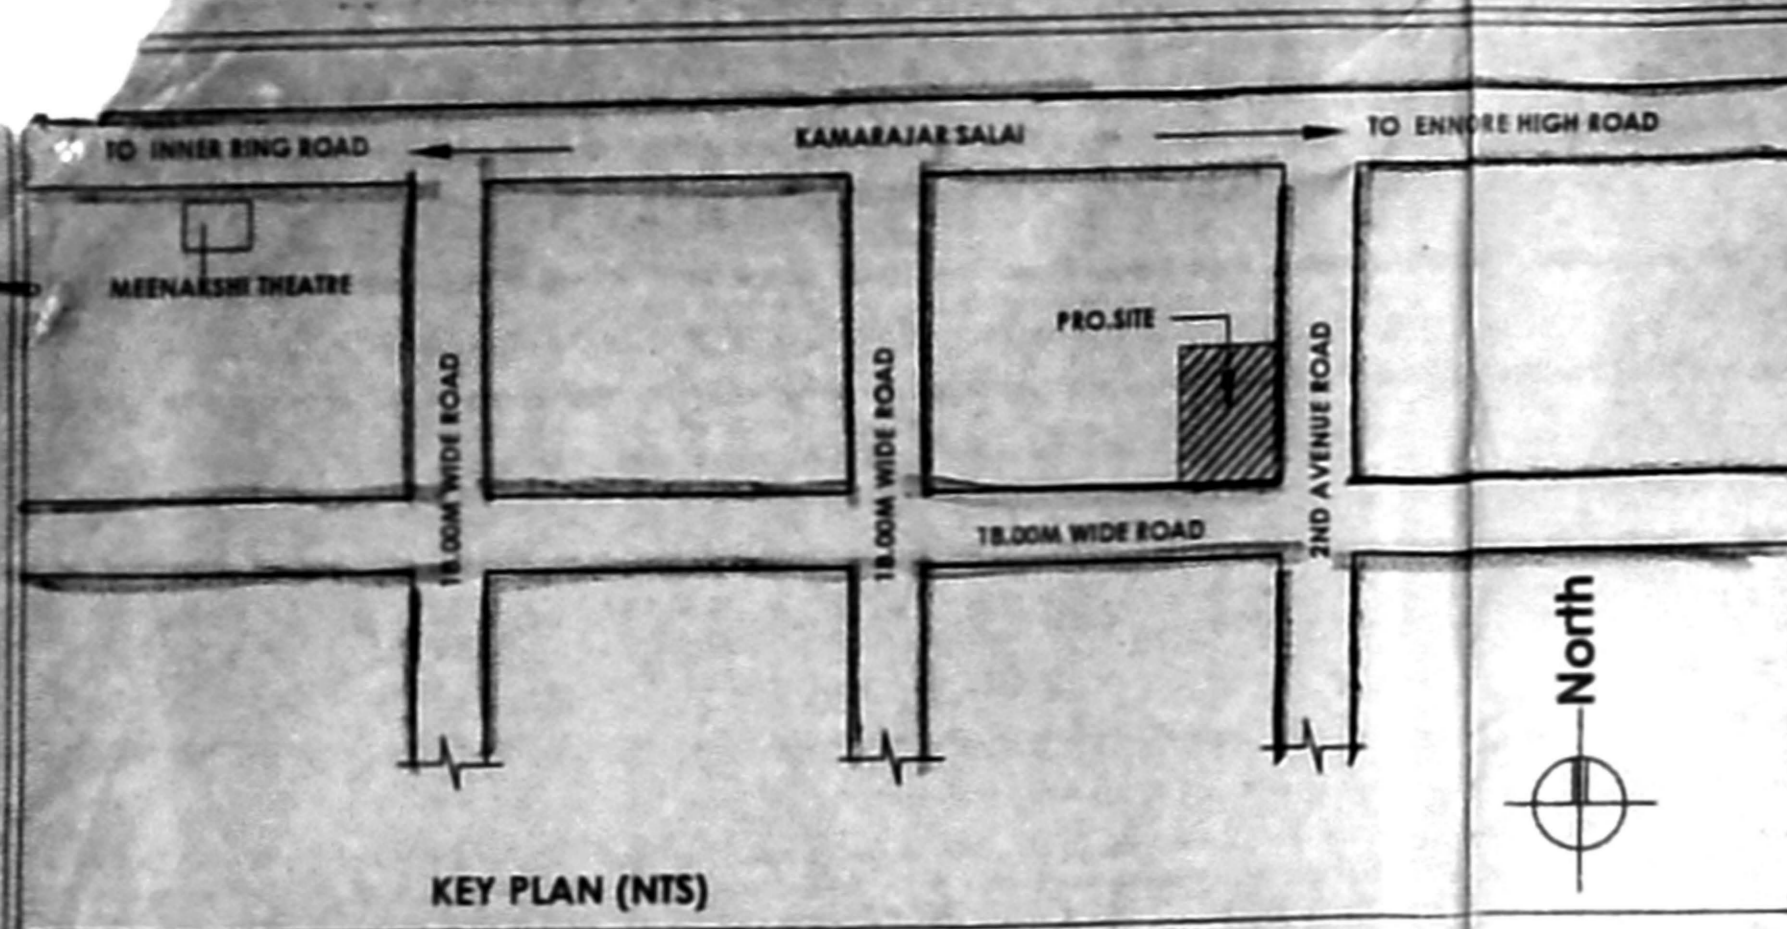 TO INNER RING ROAD
KAMARAJAR SALAI
TO ENNORE HIGH ROAD
MEENAKSHI THEATRE
PRO.SITE
18.00M WIDE ROAD
18.00M WIDE ROAD
2ND AVENUE ROAD
18.00M WIDE ROAD
North
KEY PLAN (NTS)